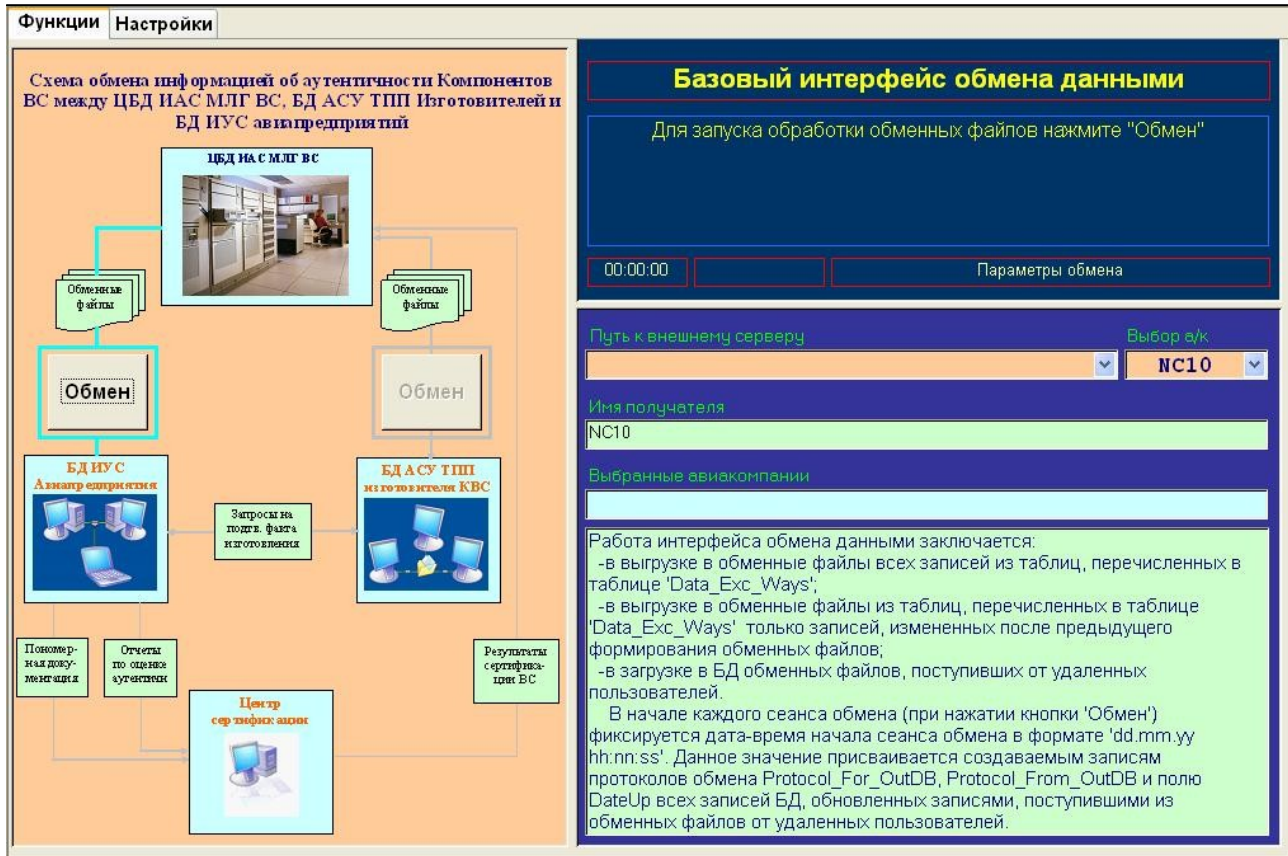 Функции Настройки
Схема обмена информацией об аутентичности Компонентов
ВС между ЦБД ИАС МЛГ ВС, БД АСУ ТПП Изготовителей и
БД ИУС авиапредприятий
ЦБД ИАС МЛГ ВС
Обменные
файлы
Обменные
файлы
Обмен
Обмен
БД ИУС
Авиапредприятия
БД АСУ ТПП
изготовителя КВС
Запросы на
подтв. факта
изготовления
Пономер-
ная доку-
ментация
Отчеты
по оценке
аутентичн
Результаты
сертифика-
ции ВС
Центр
сертификации
Базовый интерфейс обмена данными
Для запуска обработки обменных файлов нажмите "Обмен"
00:00:00 Параметры обмена
Путь к внешнему серверу Выбор а/к
NC10
Имя получателя
NC10
Выбранные авиакомпании
Работа интерфейса обмена данными заключается:
-в выгрузке в обменные файлы всех записей из таблиц, перечисленных в
таблице 'Data_Exc_Ways';
-в выгрузке в обменные файлы из таблиц, перечисленных в таблице
'Data_Exc_Ways' только записей, измененных после предыдущего
формирования обменных файлов;
-в загрузке в БД обменных файлов, поступивших от удаленных
пользователей.
В начале каждого сеанса обмена (при нажатии кнопки 'Обмен')
фиксируется дата-время начала сеанса обмена в формате 'dd.mm.yy
hh:nn:ss'. Данное значение присваивается создаваемым записям
протоколов обмена Protocol_For_OutDB, Protocol_From_OutDB и полю
DateUp всех записей БД, обновленных записями, поступившими из
обменных файлов от удаленных пользователей.